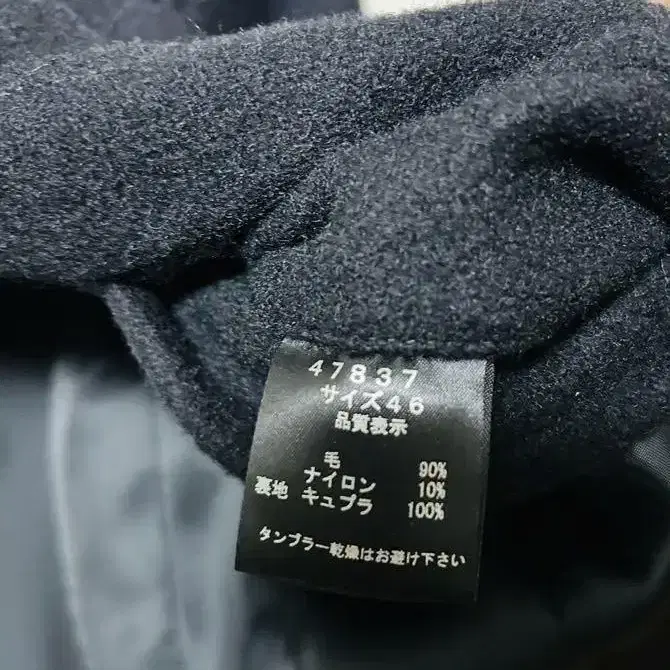 47837
サイズ46
品質表示
毛 90%
ナイロン 10%
裏地 キュプラ 100%
タンブラー乾燥はお避け下さい